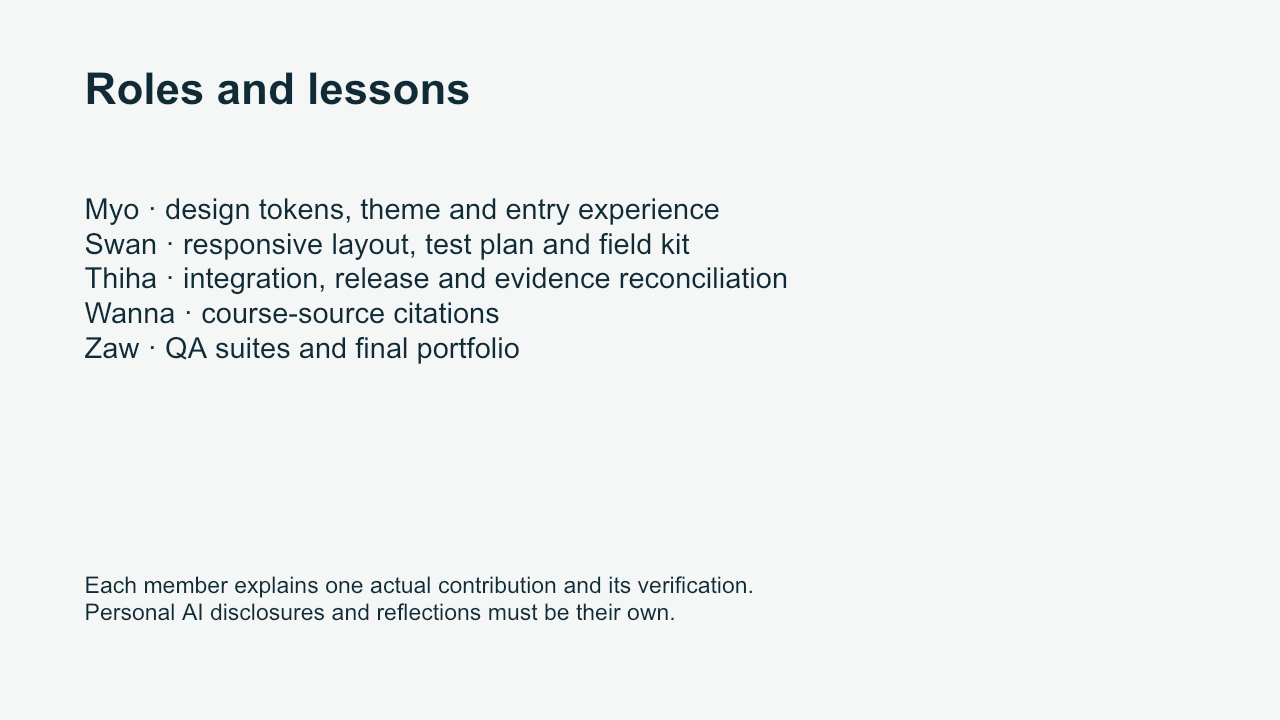 Roles and lessons
Myo · design tokens, theme and entry experience
Swan · responsive layout, test plan and field kit
Thiha · integration, release and evidence reconciliation
Wanna · course-source citations
Zaw · QA suites and final portfolio
Each member explains one actual contribution and its verification.
Personal AI disclosures and reflections must be their own.